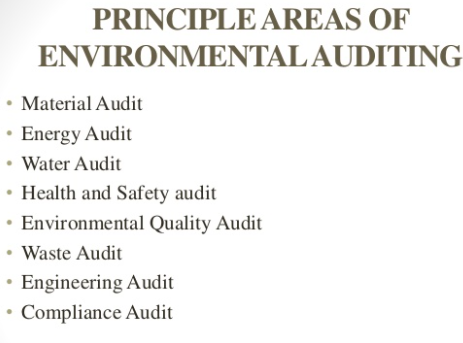 PRINCIPLE AREAS OF
ENVIRONMENTAL AUDITING
• Material Audit
• Energy Audit
• Water Audit
• Health and Safety audit
• Environmental Quality Audit
• Waste Audit
• Engineering Audit
• Compliance Audit